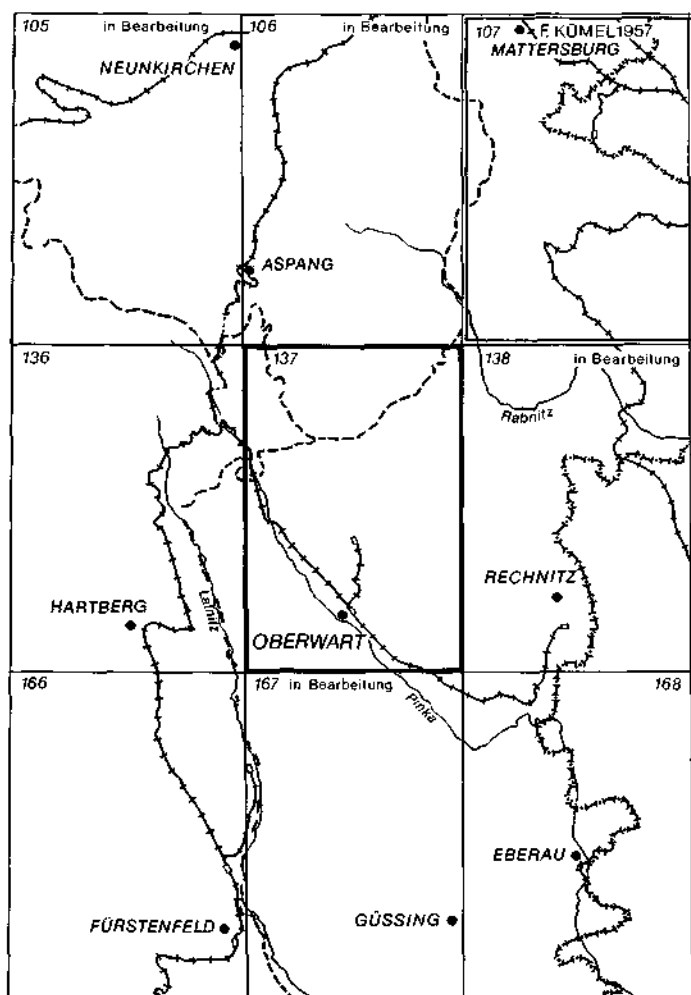 105
in Bearbeitung
106
in Bearbeitung
107
F. KÜMEL 1957
MATTERSBURG
NEUNKIRCHEN
ASPANG
136
137
138
in Bearbeitung
Rabnitz
HARTBERG
Lafnitz
OBERWART
RECHNITZ
166
167
in Bearbeitung
168
Pinka
EBERAU
FÜRSTENFELD
GÜSSING